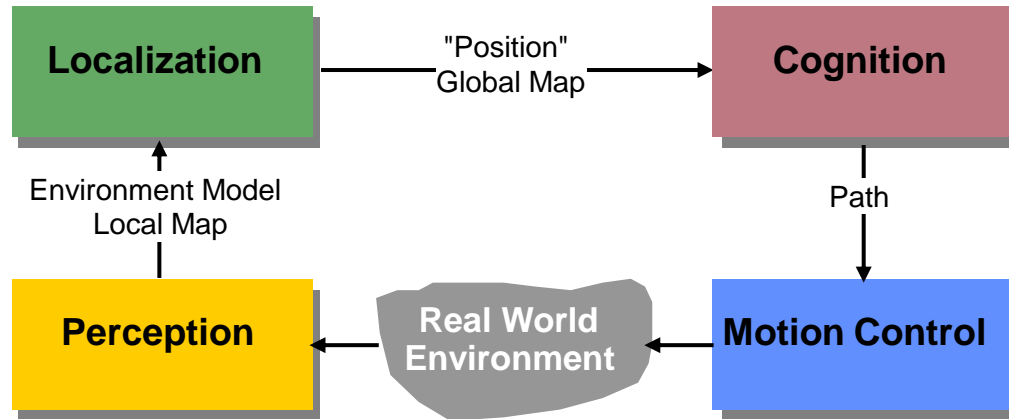 Localization
"Position"
Global Map
Cognition
Environment Model
Local Map
Path
Perception
Real World
Environment
Motion Control